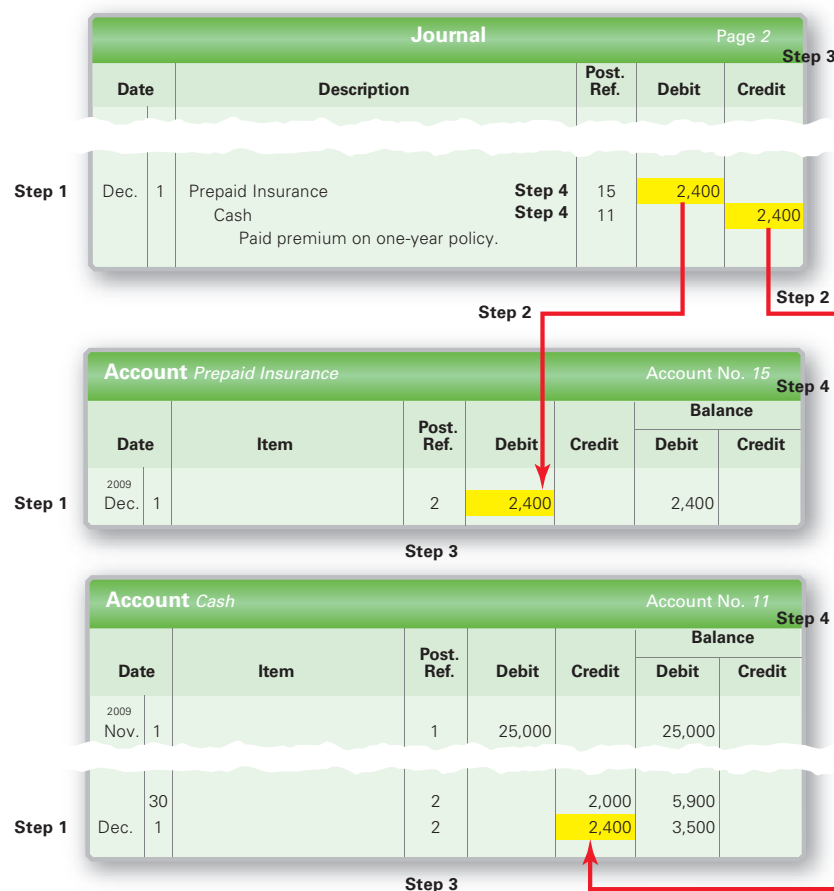 Journal Page 2
Step 3
Date Description Post. Ref. Debit Credit
Step 1 Dec. 1 Prepaid Insurance Step 4 15 2,400
Cash Step 4 11 2,400
Paid premium on one-year policy.
Step 2 Step 2
Account Prepaid Insurance Account No. 15
Step 4
Balance
Date Item Post. Ref. Debit Credit Debit Credit
2009
Step 1 Dec. 1 2 2,400 2,400
Step 3
Account Cash Account No. 11
Step 4
Balance
Date Item Post. Ref. Debit Credit Debit Credit
2009
Nov. 1 1 25,000 25,000
30 2 2,000 5,900
Step 1 Dec. 1 2 2,400 3,500
Step 3